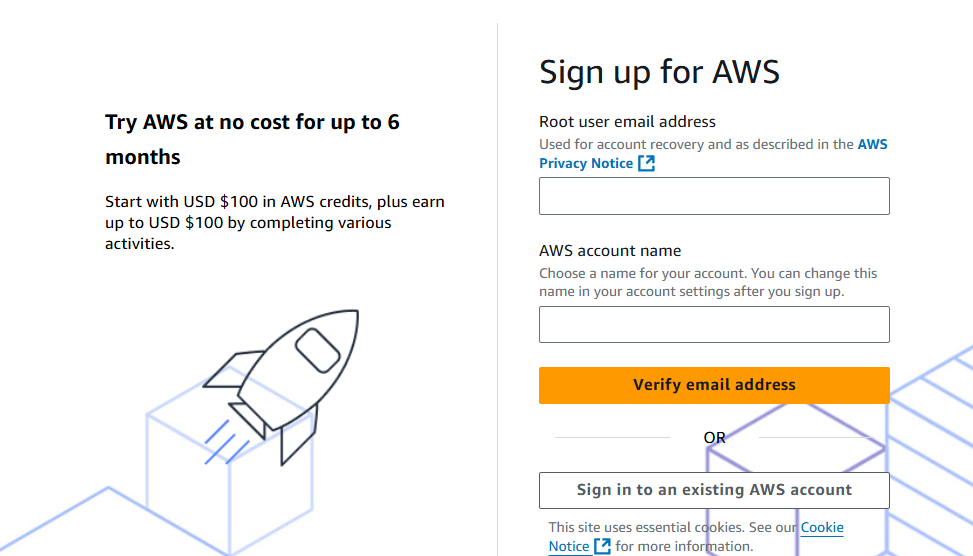 Try AWS at no cost for up to 6
months
Start with USD $100 in AWS credits, plus earn
up to USD $100 by completing various
activities.
Sign up for AWS
Root user email address
Used for account recovery and as described in the AWS
Privacy Notice
AWS account name
Choose a name for your account. You can change this
name in your account settings after you sign up.
Verify email address
OR
Sign in to an existing AWS account
This site uses essential cookies. See our Cookie
Notice for more information.